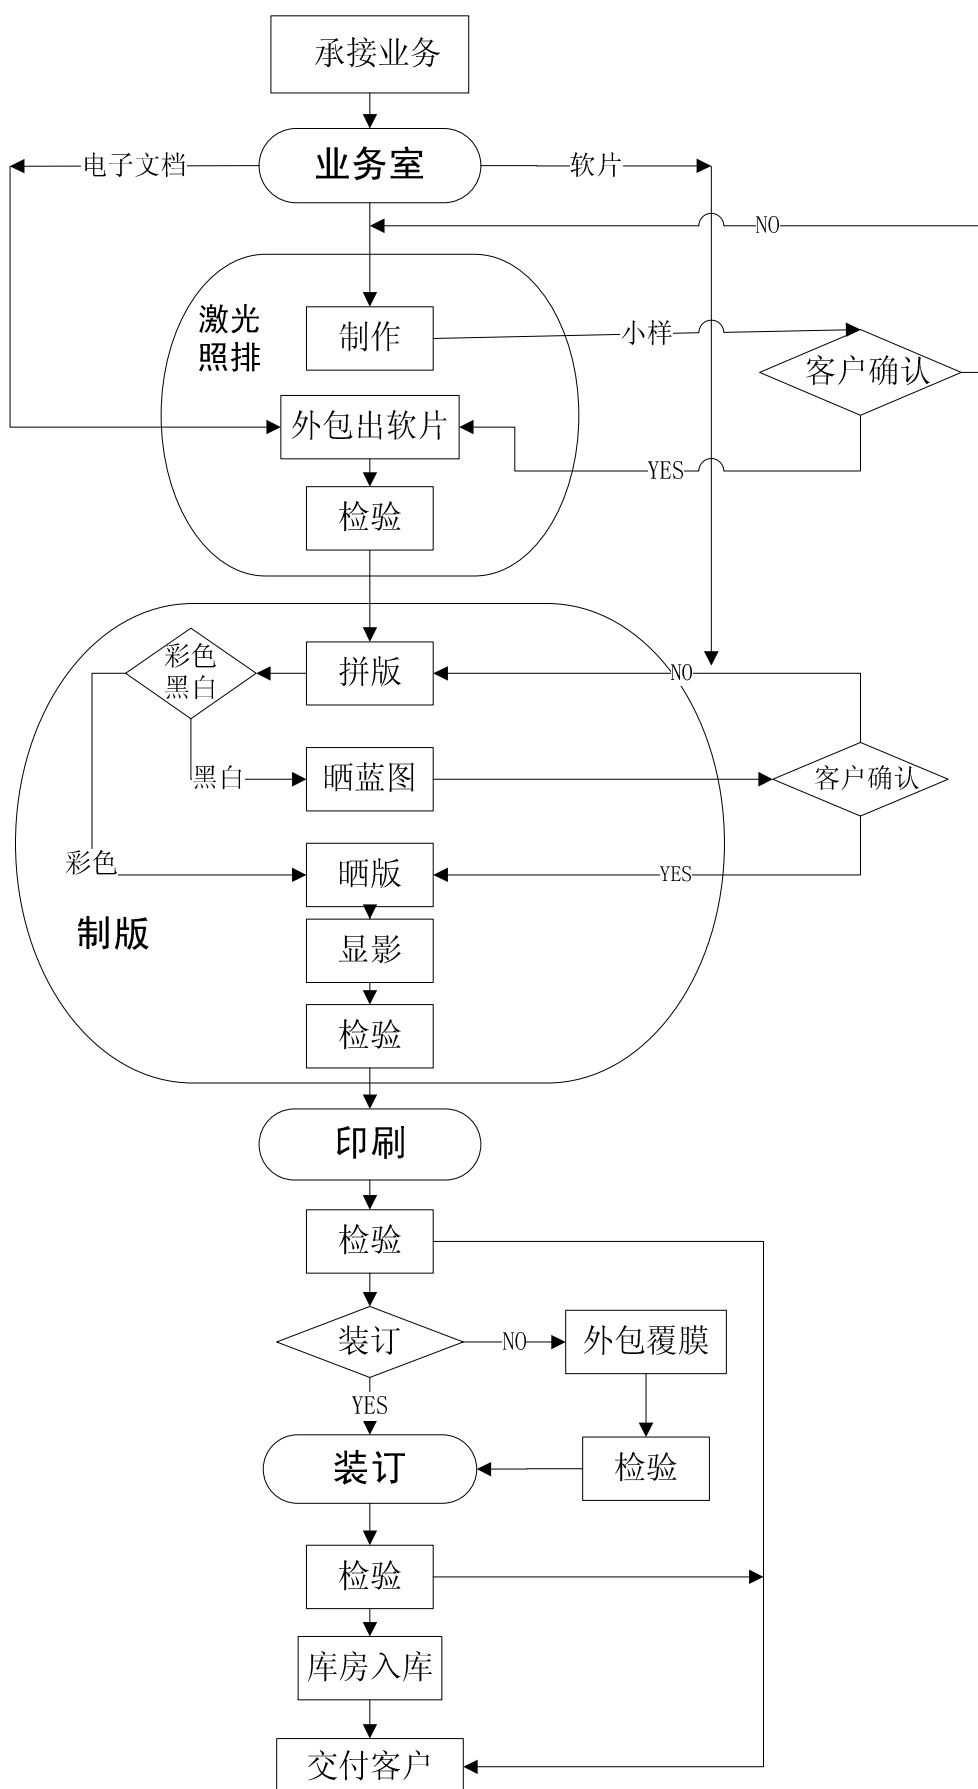 承接业务
业务室
电子文档
软片
NO
激光
照排
制作
小样
客户确认
外包出软片
YES
检验
彩色
黑白
拼版
NO
黑白
晒蓝图
客户确认
彩色
晒版
YES
制版
显影
检验
印刷
检验
装订
NO
外包覆膜
YES
装订
检验
检验
库房入库
交付客户